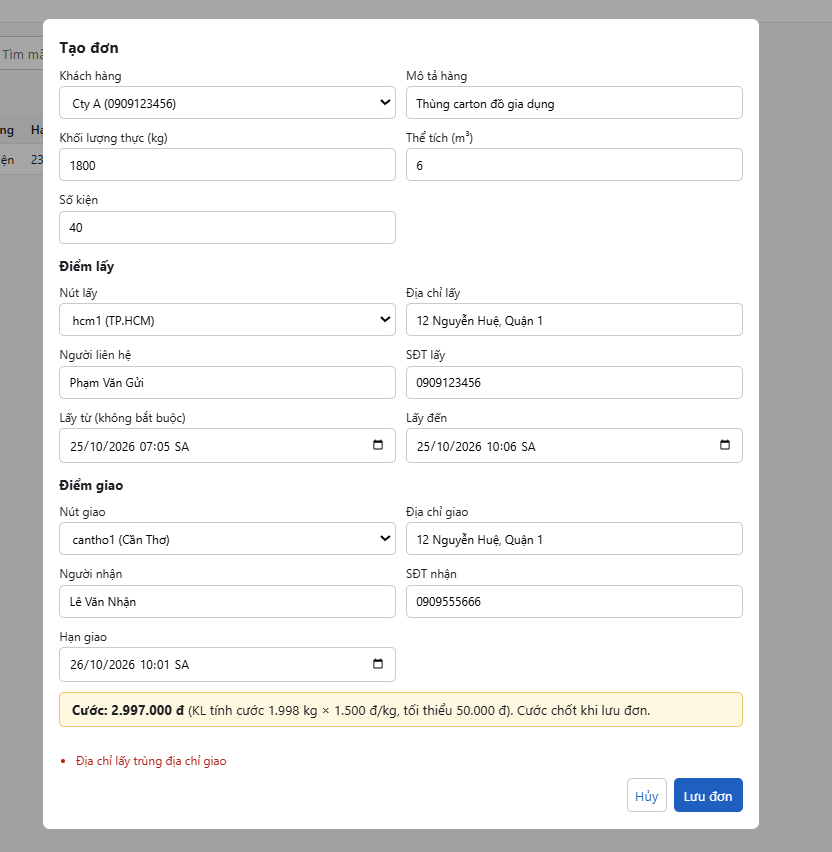 Tìm mã
ng Hà
ện 23
Tạo đơn
Khách hàng Mô tả hàng
Cty A (0909123456) Thùng carton đồ gia dụng
Khối lượng thực (kg) Thể tích (m³)
1800 6
Số kiện
40
Điểm lấy
Nút lấy Địa chỉ lấy
hcm1 (TP.HCM) 12 Nguyễn Huệ, Quận 1
Người liên hệ SĐT lấy
Phạm Văn Gửi 0909123456
Lấy từ (không bắt buộc) Lấy đến
25/10/2026 07:05 SA 25/10/2026 10:06 SA
Điểm giao
Nút giao Địa chỉ giao
cantho1 (Cần Thơ) 12 Nguyễn Huệ, Quận 1
Người nhận SĐT nhận
Lê Văn Nhận 0909555666
Hạn giao
26/10/2026 10:01 SA
Cước: 2.997.000 đ (KL tính cước 1.998 kg × 1.500 đ/kg, tối thiểu 50.000 đ). Cước chốt khi lưu đơn.
• Địa chỉ lấy trùng địa chỉ giao
Hủy Lưu đơn